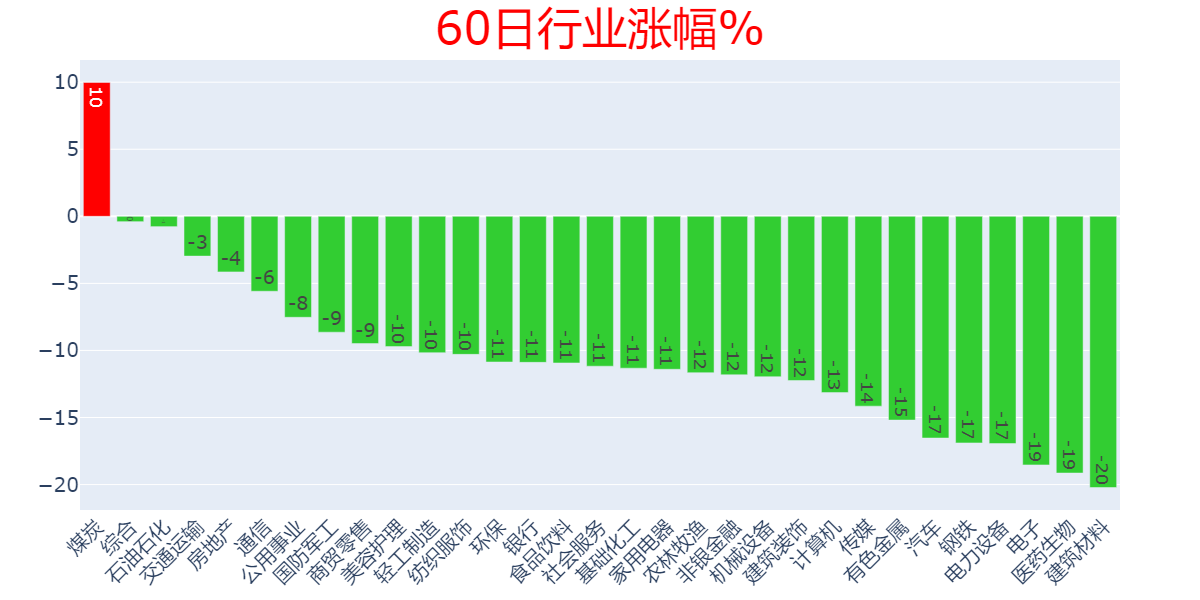 60日行业涨幅%
10
5
0
−5
−10
−15
−20
10
0
-3
-4
-6
-8
-9
-9
-10
-10
-10
-11
-11
-11
-11
-11
-11
-12
-12
-12
-12
-13
-14
-15
-17
-17
-17
-19
-19
-20
煤炭
综合
石油石化
交通运输
房地产
通信
公用事业
国防军工
商贸零售
美容护理
轻工制造
纺织服饰
环保
银行
食品饮料
社会服务
基础化工
家用电器
农林牧渔
非银金融
机械设备
建筑装饰
计算机
传媒
有色金属
汽车
钢铁
电力设备
电子
医药生物
建筑材料